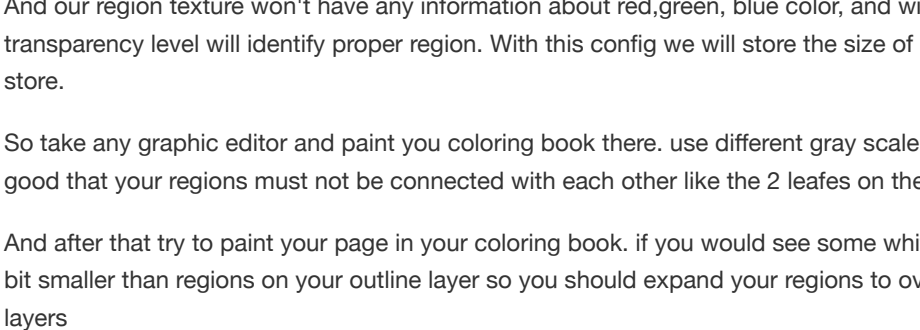 And our region texture won't have any information about red,green, blue color, and
transparency level will identify proper region. With this config we will store the size of
store.
So take any graphic editor and paint you coloring book there. use different gray scale
good that your regions must not be connected with each other like the 2 leafes on the
And after that try to paint your page in your coloring book. if you would see some
bit smaller than regions on your outline layer so you should expand your regions to
layers